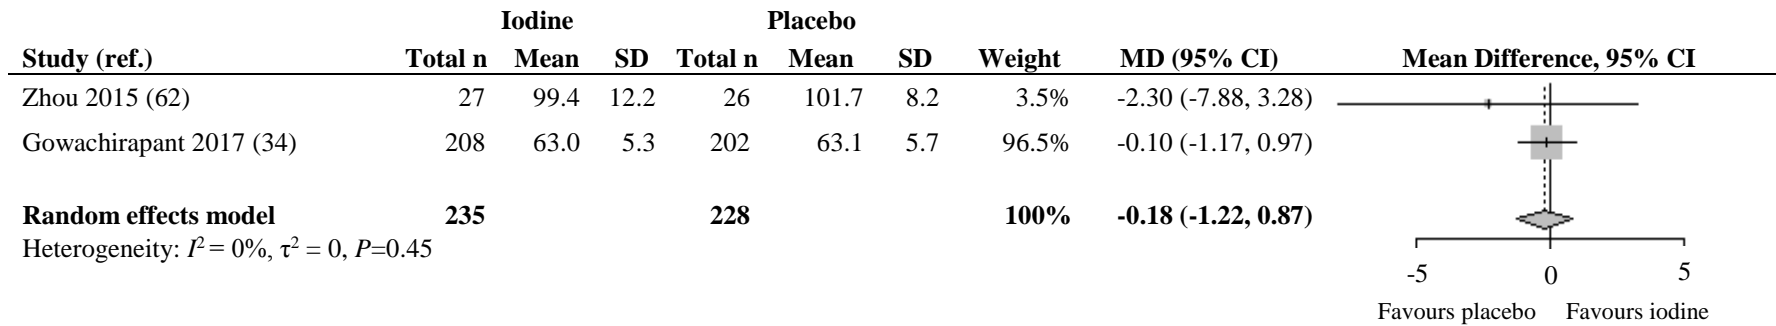 Iodine Placebo
Study (ref.) Total n Mean SD Total n Mean SD Weight MD (95% CI) Mean Difference, 95% CI
Zhou 2015 (62) 27 99.4 12.2 26 101.7 8.2 3.5% -2.30 (-7.88, 3.28)
Gowachirapant 2017 (34) 208 63.0 5.3 202 63.1 5.7 96.5% -0.10 (-1.17, 0.97)
Random effects model 235 228 100% -0.18 (-1.22, 0.87)
Heterogeneity: I² = 0%, τ² = 0, P=0.45
-5 0 5
Favours placebo Favours iodine